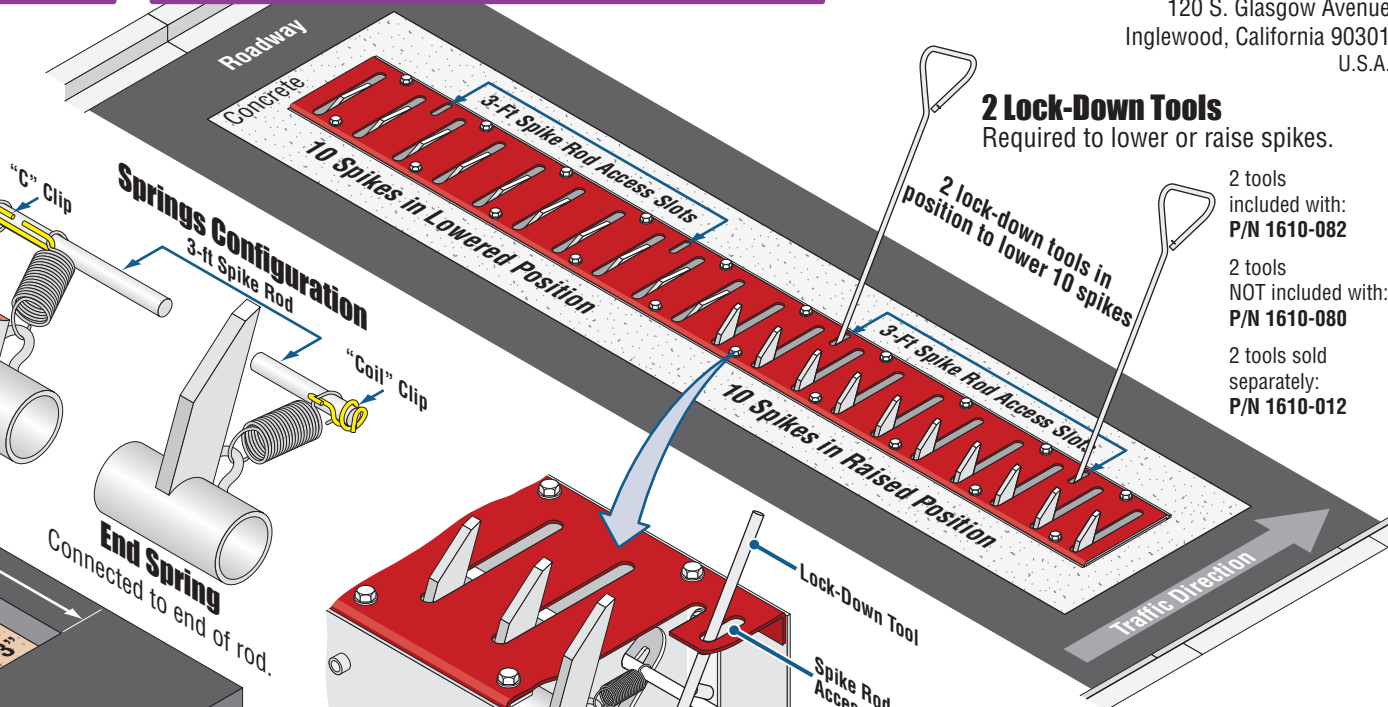 120 S. Glasgow Avenue
Inglewood, California 90301
U.S.A.
Roadway
Concrete
3-Ft Spike Rod Access Slots
10 Spikes in Lowered Position
2 Lock-Down Tools
Required to lower or raise spikes.
2 lock-down tools in
position to lower 10 spikes
2 tools
included with:
P/N 1610-082
2 tools
NOT included with:
P/N 1610-080
2 tools sold
separately:
P/N 1610-012
3-Ft Spike Rod Access Slots
10 Spikes in Raised Position
Traffic Direction
"C" Clip
Springs Configuration
3-ft Spike Rod
"Coil" Clip
End Spring
Connected to end of rod.
3"
Lock-Down Tool
Spike Rod